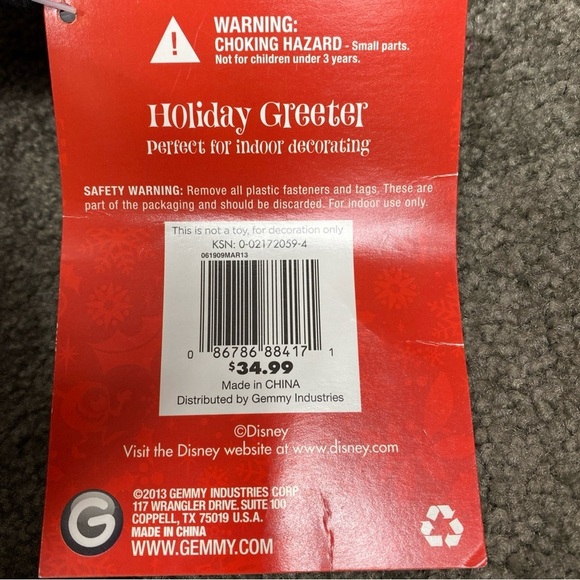 WARNING:
CHOKING HAZARD - Small parts.
Not for children under 3 years.
Holiday Greeter
Perfect for indoor decorating
SAFETY WARNING: Remove all plastic fasteners and tags. These are
part of the packaging and should be discarded. For indoor use only.
This is not a toy, for decoration only
KSN: 0-02172059-4
061909MAR13
0 86786 88417 1
$34.99
Made in CHINA
Distributed by Gemmy Industries
©Disney
Visit the Disney website at www.disney.com
G
©2013 GEMMY INDUSTRIES CORP.
117 WRANGLER DRIVE. SUITE 100
COPPELL, TX 75019 U.S.A.
MADE IN CHINA
WWW.GEMMY.COM